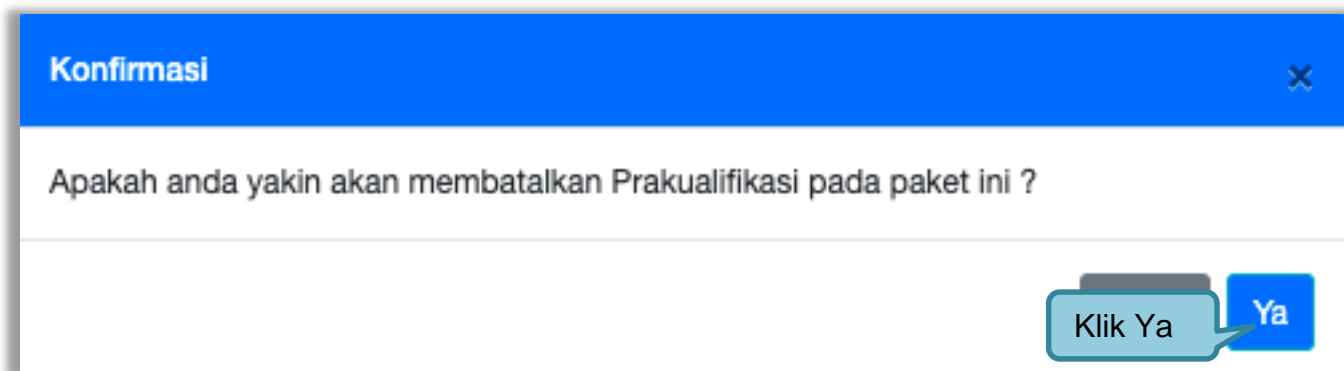 Konfirmasi
×
Apakah anda yakin akan membatalkan Prakualifikasi pada paket ini ?
Klik Ya
Ya